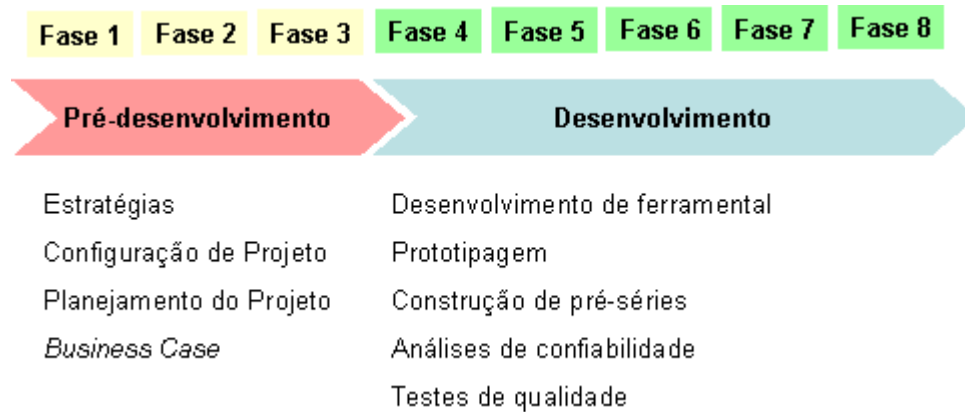 Fase 1 Fase 2 Fase 3 Fase 4 Fase 5 Fase 6 Fase 7 Fase 8
Pré-desenvolvimento Desenvolvimento
Estratégias
Configuração de Projeto
Planejamento do Projeto
Business Case
Desenvolvimento de ferramental
Prototipagem
Construção de pré-séries
Análises de confiabilidade
Testes de qualidade